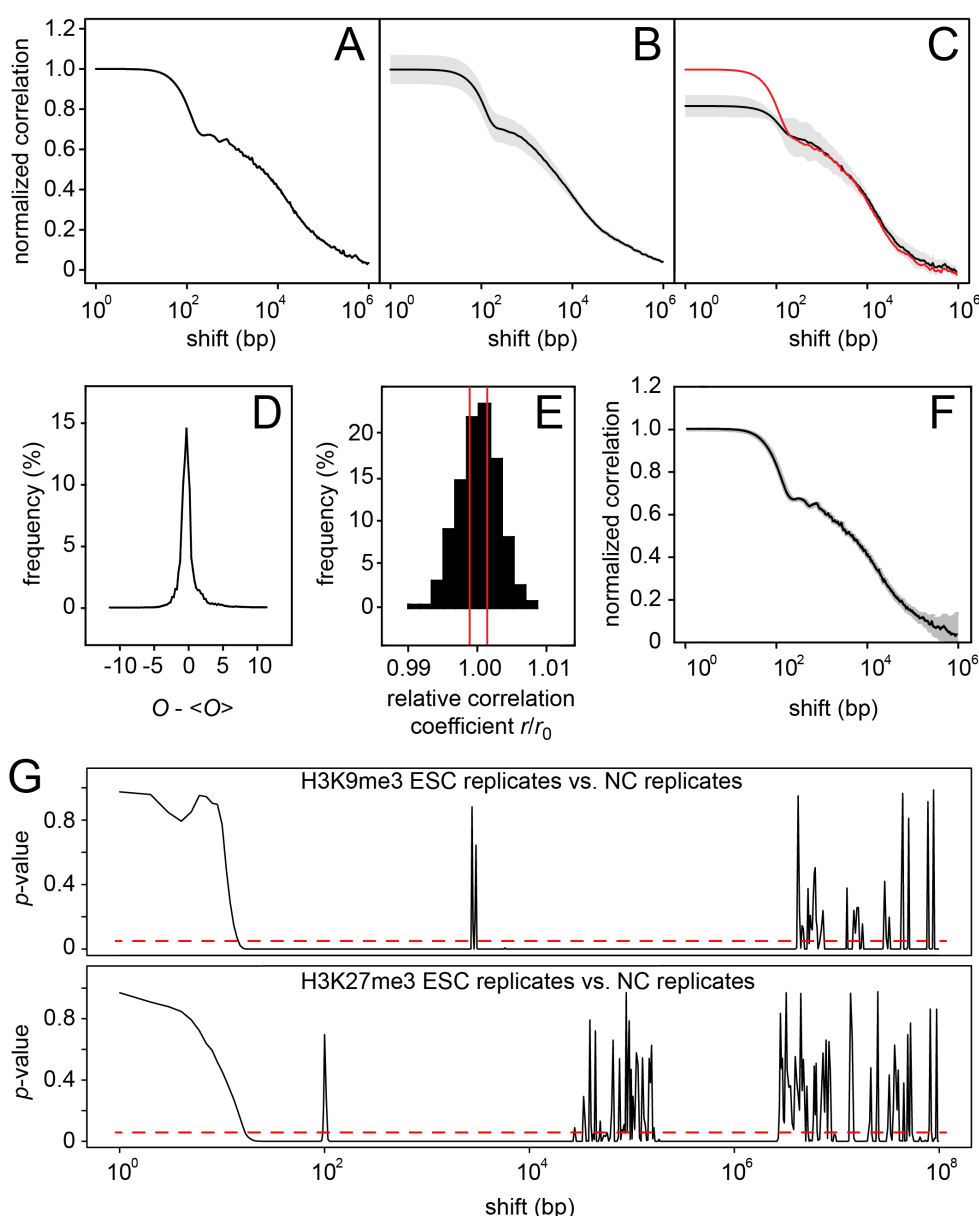 A
B
C
normalized correlation
1.2
1.0
0.8
0.6
0.4
0.2
0
10⁰ 10² 10⁴ 10⁶
10⁰ 10² 10⁴ 10⁶
10⁰ 10² 10⁴ 10⁶
shift (bp)
shift (bp)
shift (bp)
D
frequency (%)
15
10
5
0
-10 -5 0 5 10
O - <O>
E
frequency (%)
20
15
10
5
0
0.99 1.00 1.01
relative correlation
coefficient r/r₀
F
normalized correlation
1.2
1.0
0.8
0.6
0.4
0.2
0
10⁰ 10² 10⁴ 10⁶
shift (bp)
G
H3K9me3 ESC replicates vs. NC replicates
p-value
0.8
0.4
0
H3K27me3 ESC replicates vs. NC replicates
p-value
0.8
0.4
0
10⁰ 10² 10⁴ 10⁶ 10⁸
shift (bp)